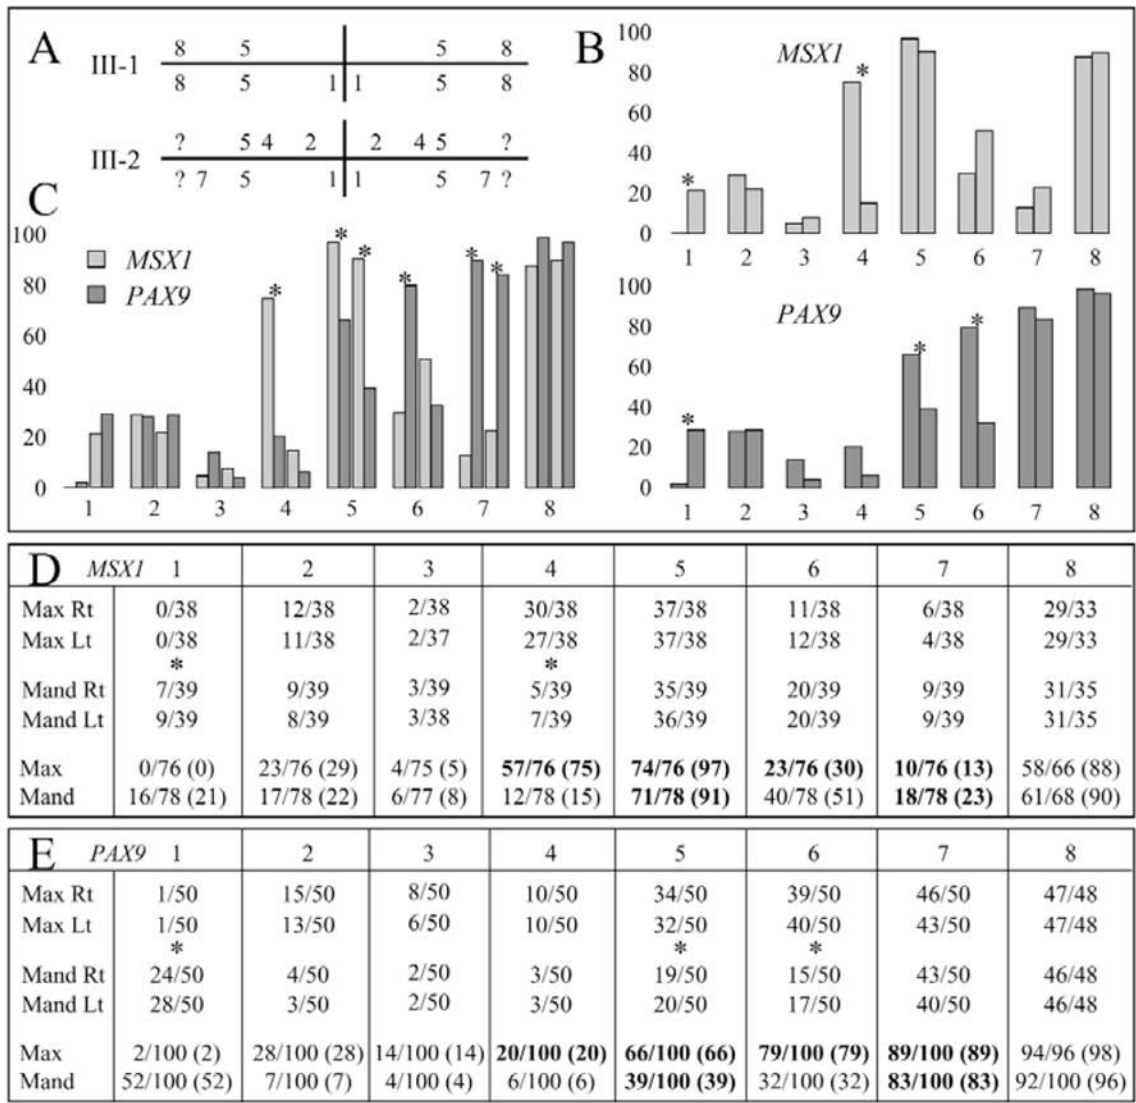 A
III-1
8 5 5 8
8 5 1 1 5 8
III-2
? 5 4 2 2 4 5 ?
? 7 5 1 1 5 7 ?
B
MSX1
100
80
60
40
20
0
* *
1 2 3 4 5 6 7 8
PAX9
100
80
60
40
20
0
* * *
1 2 3 4 5 6 7 8
C
MSX1
PAX9
100
80
60
40
20
0
* * * * * *
1 2 3 4 5 6 7 8
D MSX1 1 2 3 4 5 6 7 8
Max Rt 0/38 12/38 2/38 30/38 37/38 11/38 6/38 29/33
Max Lt 0/38 11/38 2/37 27/38 37/38 12/38 4/38 29/33
* *
Mand Rt 7/39 9/39 3/39 5/39 35/39 20/39 9/39 31/35
Mand Lt 9/39 8/39 3/38 7/39 36/39 20/39 9/39 31/35
Max 0/76 (0) 23/76 (29) 4/75 (5) 57/76 (75) 74/76 (97) 23/76 (30) 10/76 (13) 58/66 (88)
Mand 16/78 (21) 17/78 (22) 6/77 (8) 12/78 (15) 71/78 (91) 40/78 (51) 18/78 (23) 61/68 (90)
E PAX9 1 2 3 4 5 6 7 8
Max Rt 1/50 15/50 8/50 10/50 34/50 39/50 46/50 47/48
Max Lt 1/50 13/50 6/50 10/50 32/50 40/50 43/50 47/48
* * *
Mand Rt 24/50 4/50 2/50 3/50 19/50 15/50 43/50 46/48
Mand Lt 28/50 3/50 2/50 3/50 20/50 17/50 40/50 46/48
Max 2/100 (2) 28/100 (28) 14/100 (14) 20/100 (20) 66/100 (66) 79/100 (79) 89/100 (89) 94/96 (98)
Mand 52/100 (52) 7/100 (7) 4/100 (4) 6/100 (6) 39/100 (39) 32/100 (32) 83/100 (83) 92/100 (96)